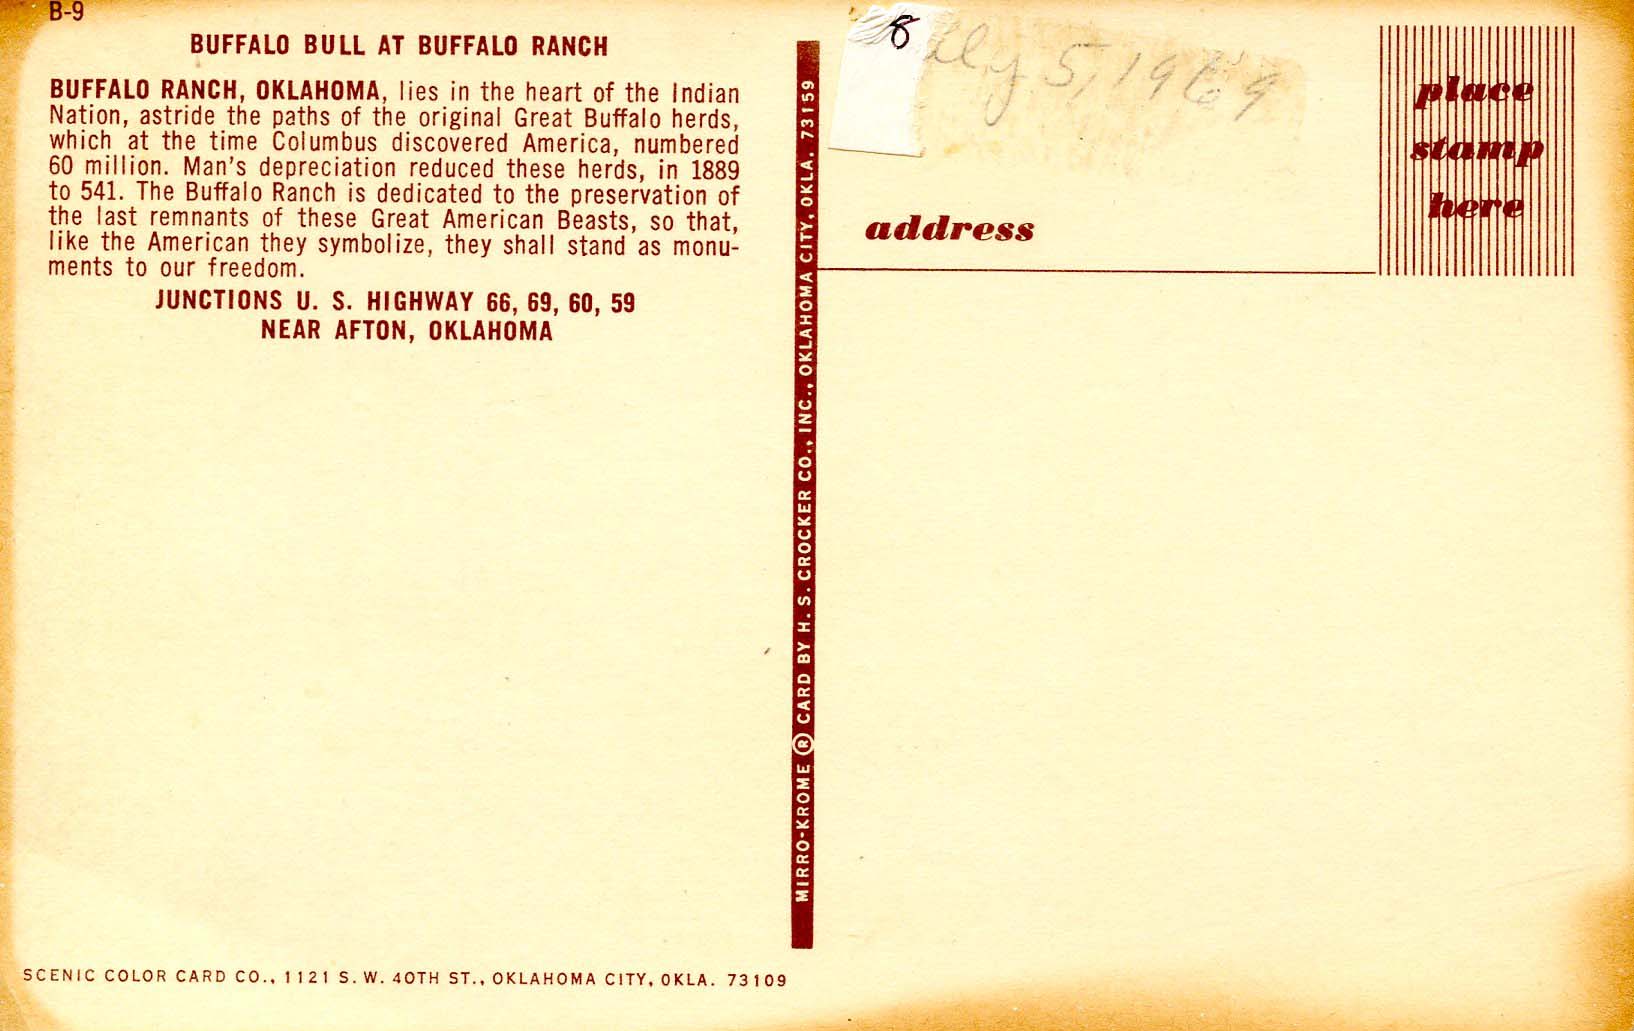 B-9
BUFFALO BULL AT BUFFALO RANCH
BUFFALO RANCH, OKLAHOMA, lies in the heart of the Indian
Nation, astride the paths of the original Great Buffalo herds,
which at the time Columbus discovered America, numbered
60 million. Man's depreciation reduced these herds, in 1889
to 541. The Buffalo Ranch is dedicated to the preservation of
the last remnants of these Great American Beasts, so that,
like the American they symbolize, they shall stand as monu-
ments to our freedom.
JUNCTIONS U. S. HIGHWAY 66, 69, 60, 59
NEAR AFTON, OKLAHOMA
SCENIC COLOR CARD CO., 1121 S. W. 40TH ST., OKLAHOMA CITY, OKLA. 73109
MIRRO-KROME ® CARD BY H. S. CROCKER CO., INC., OKLAHOMA CITY, OKLA. 73159
8
5, 1969
address
place
stamp
here